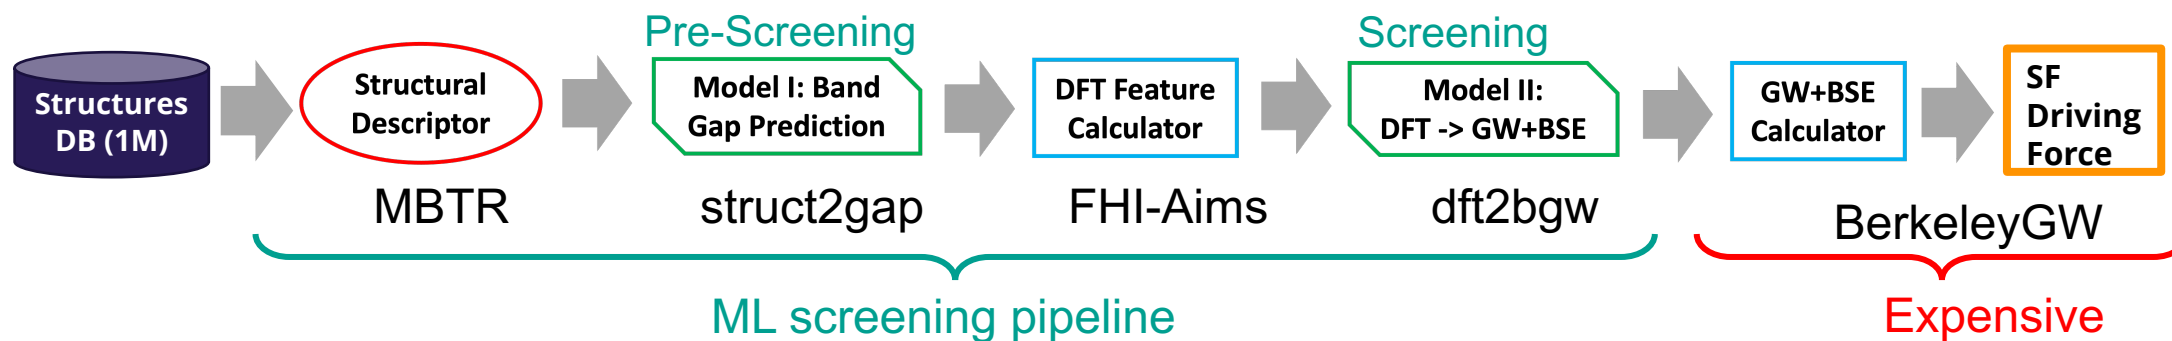 Pre-Screening
Screening
Structures
DB (1M)
Structural
Descriptor
Model I: Band
Gap Prediction
DFT Feature
Calculator
Model II:
DFT -> GW+BSE
GW+BSE
Calculator
SF
Driving
Force
MBTR
struct2gap
FHI-Aims
dft2bgw
BerkeleyGW
ML screening pipeline
Expensive